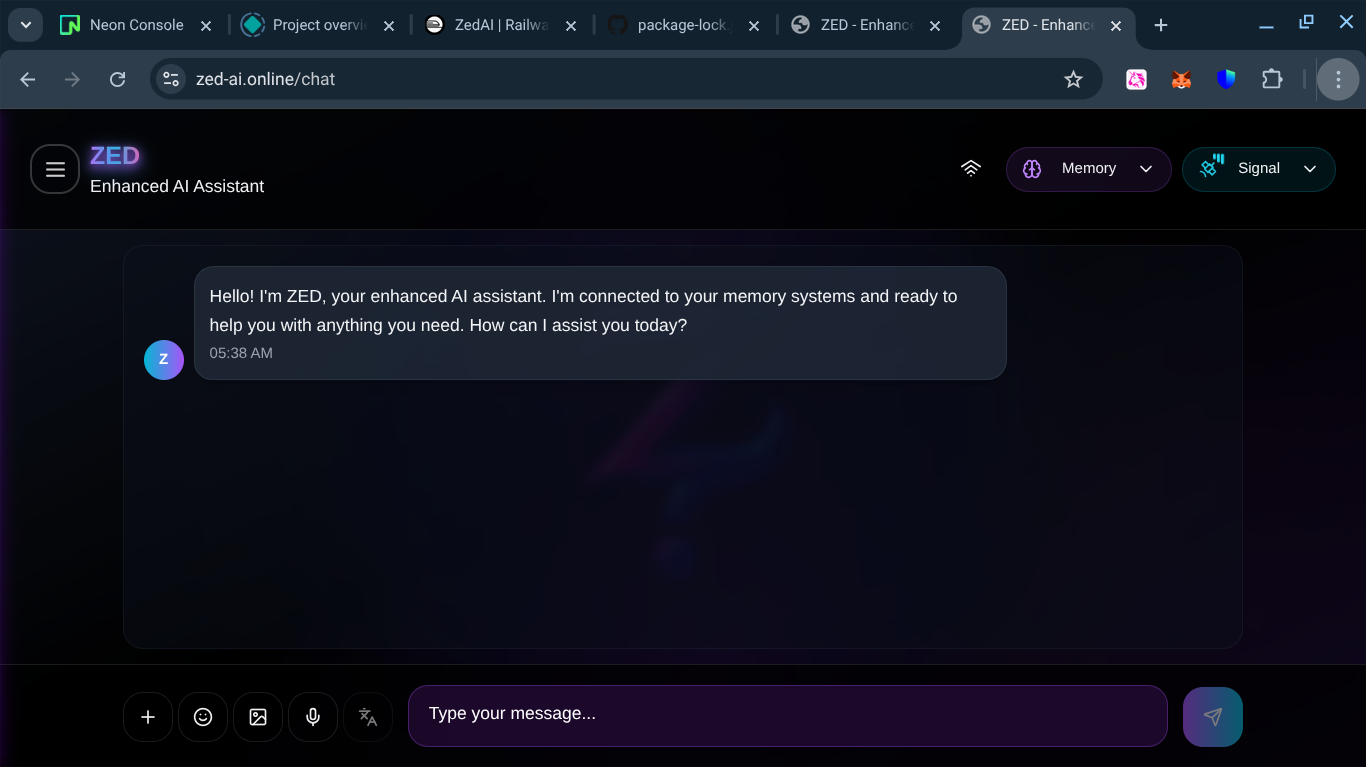 Neon Console
Project overvi
ZedAI | Railwa
package-lock.
ZED - Enhance
ZED - Enhanc
zed-ai.online/chat
ZED
Enhanced AI Assistant
Memory
Signal
Hello! I'm ZED, your enhanced AI assistant. I'm connected to your memory systems and ready to
help you with anything you need. How can I assist you today?
05:38 AM
Z
Type your message...